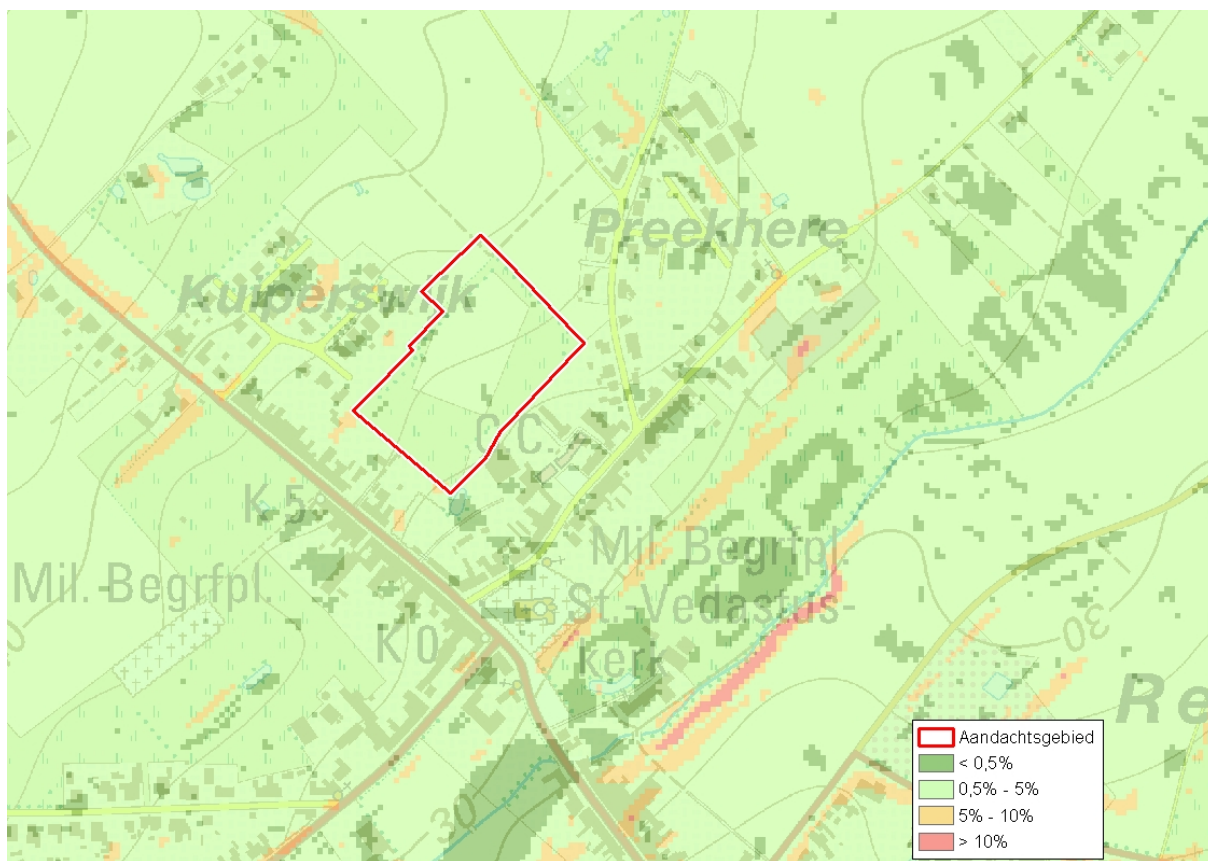 Preekhere
Kuiperswijk
C.C.
K 5
Mil. Begrfpl.
Mil. Begrfpl.
St. Vedastus-
K 0
Kerk
30
30
Re
Aandachtsgebied
< 0,5%
0,5% - 5%
5% - 10%
> 10%